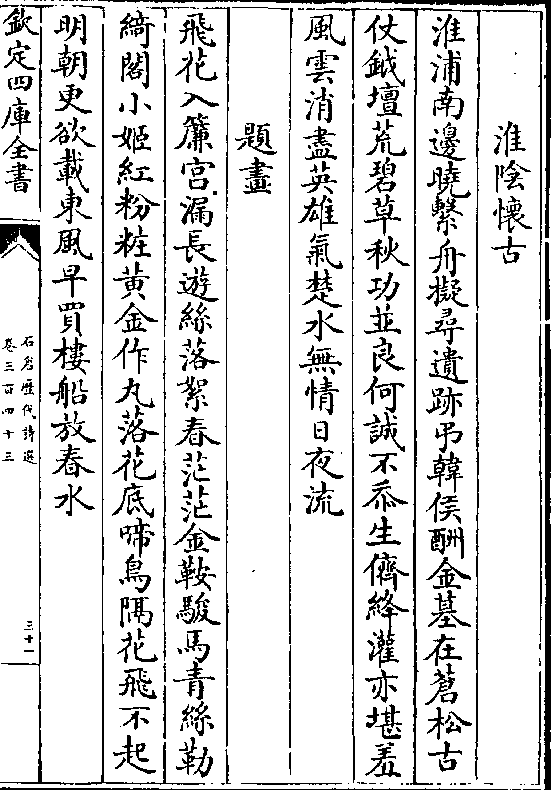 淮陰懷古
淮浦南邊曉繫舟擬尋遺跡弔韓侯酬金墓在蒼松古
仗鉞壇荒碧草秋功並良何誠不忝生儕絳灌亦堪羞
風雲消盡英雄氣楚水無情日夜流
題畫
飛花入簾宫漏長遊絲落絮春茫茫金鞍駿馬青絲勒
綺閣小姬紅粉粧黄金作丸落花底啼鳥隔花飛不起
明朝更欲載東風早買樓船放春水
欽定四庫全書
石倉歷代詩選
卷三百四十三
三十一